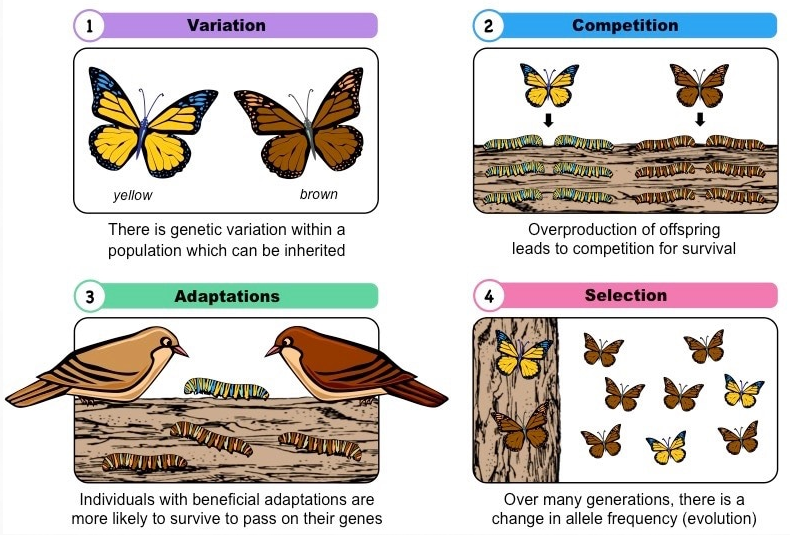 1 Variation
yellow
brown
There is genetic variation within a
population which can be inherited
2 Competition
Overproduction of offspring
leads to competition for survival
3 Adaptations
Individuals with beneficial adaptations are
more likely to survive to pass on their genes
4 Selection
Over many generations, there is a
change in allele frequency (evolution)